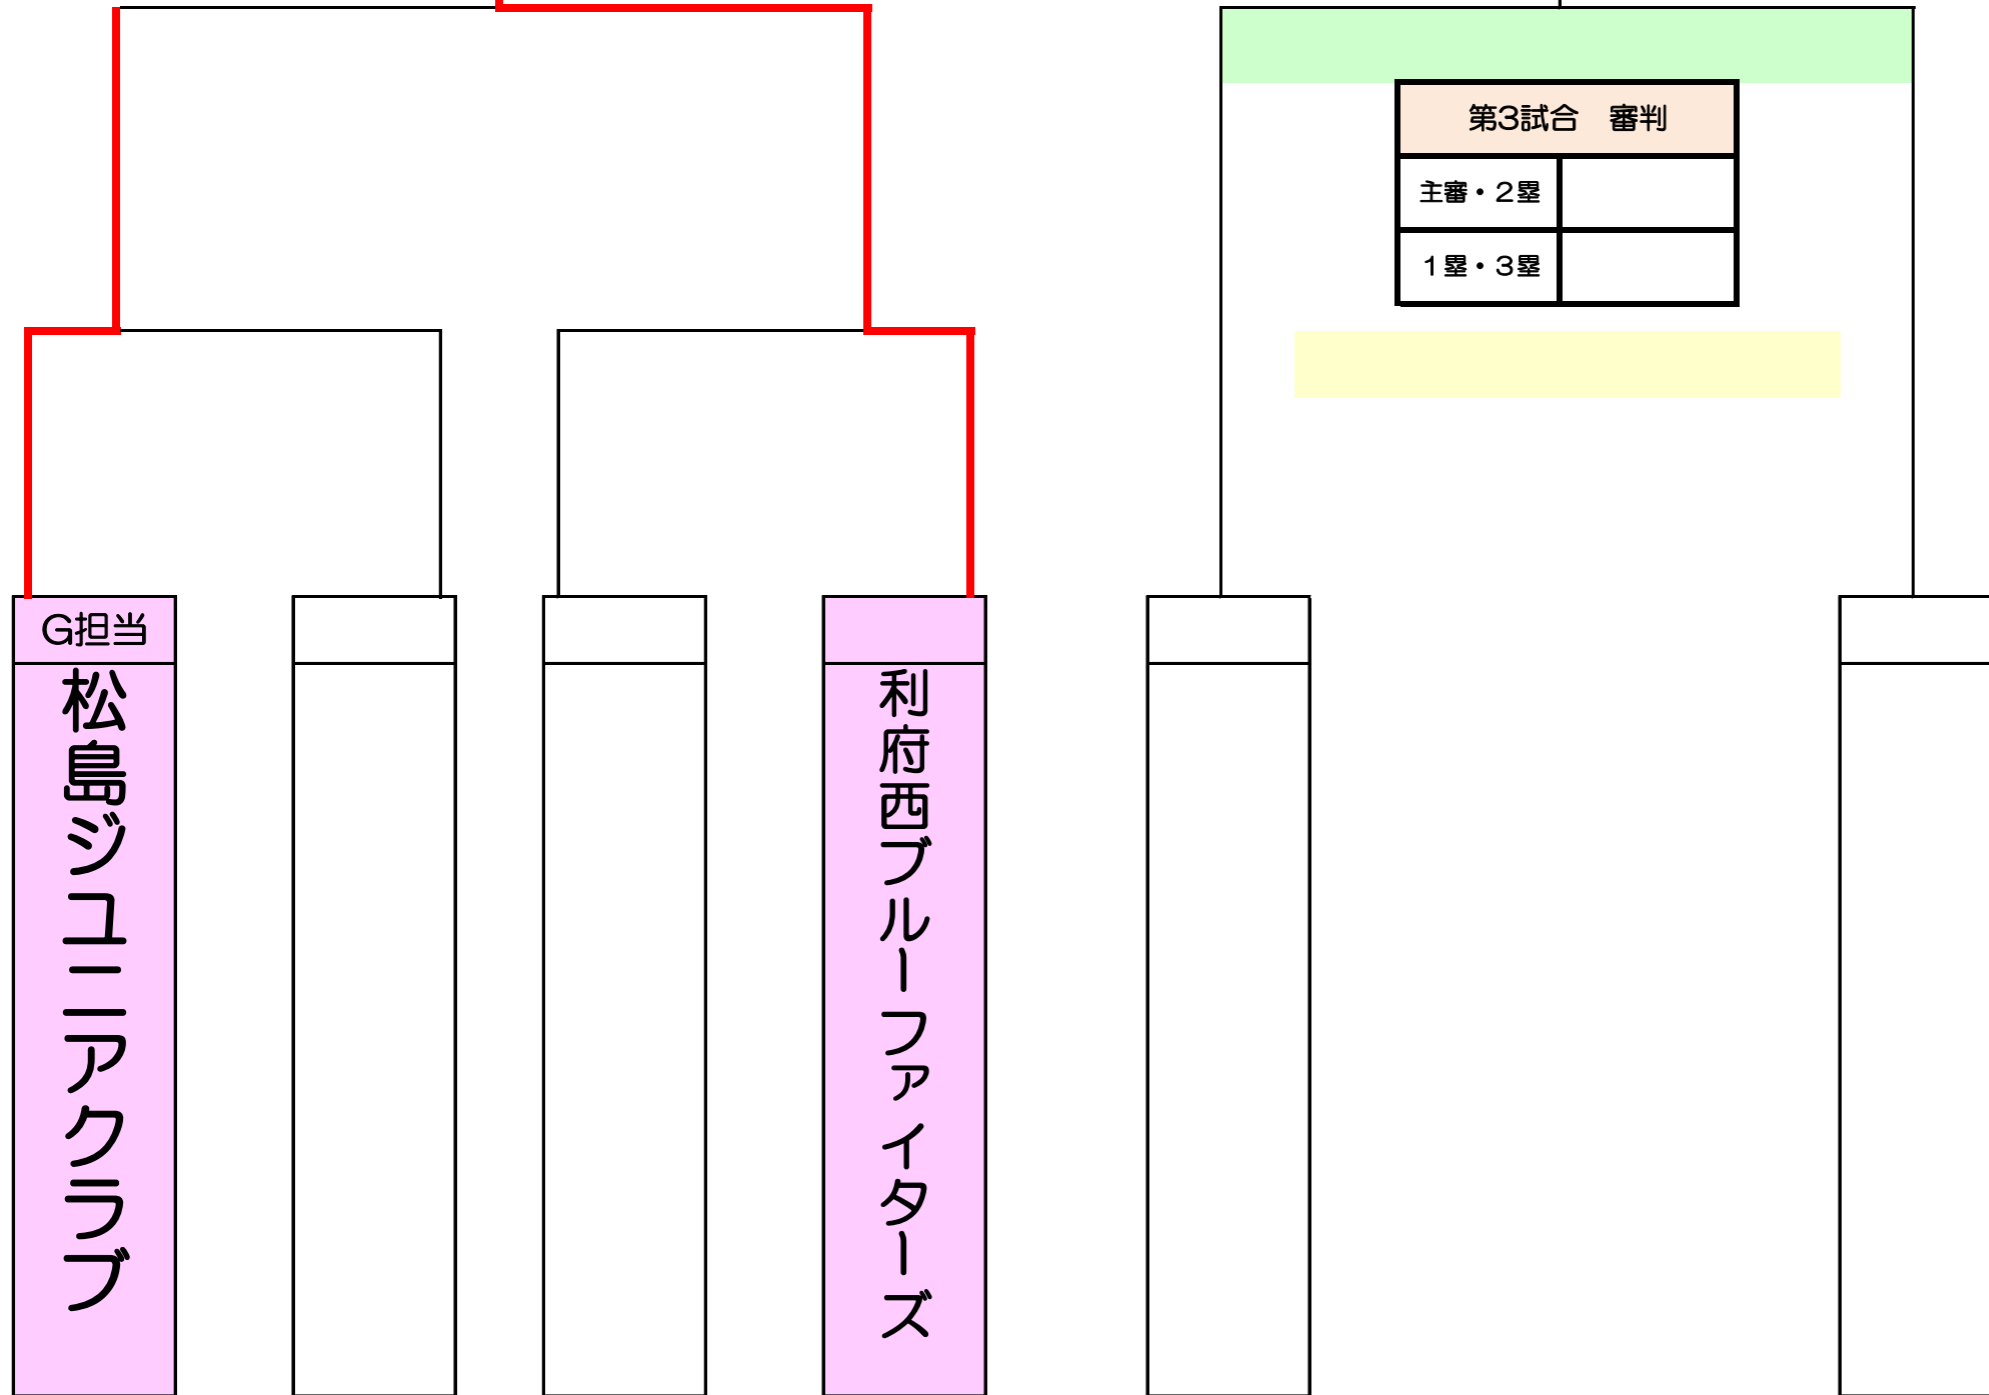 第3試合　審判
主審・２塁
１塁・３塁
G担当
松島ジュニアクラブ
利府西ブルーファイターズ